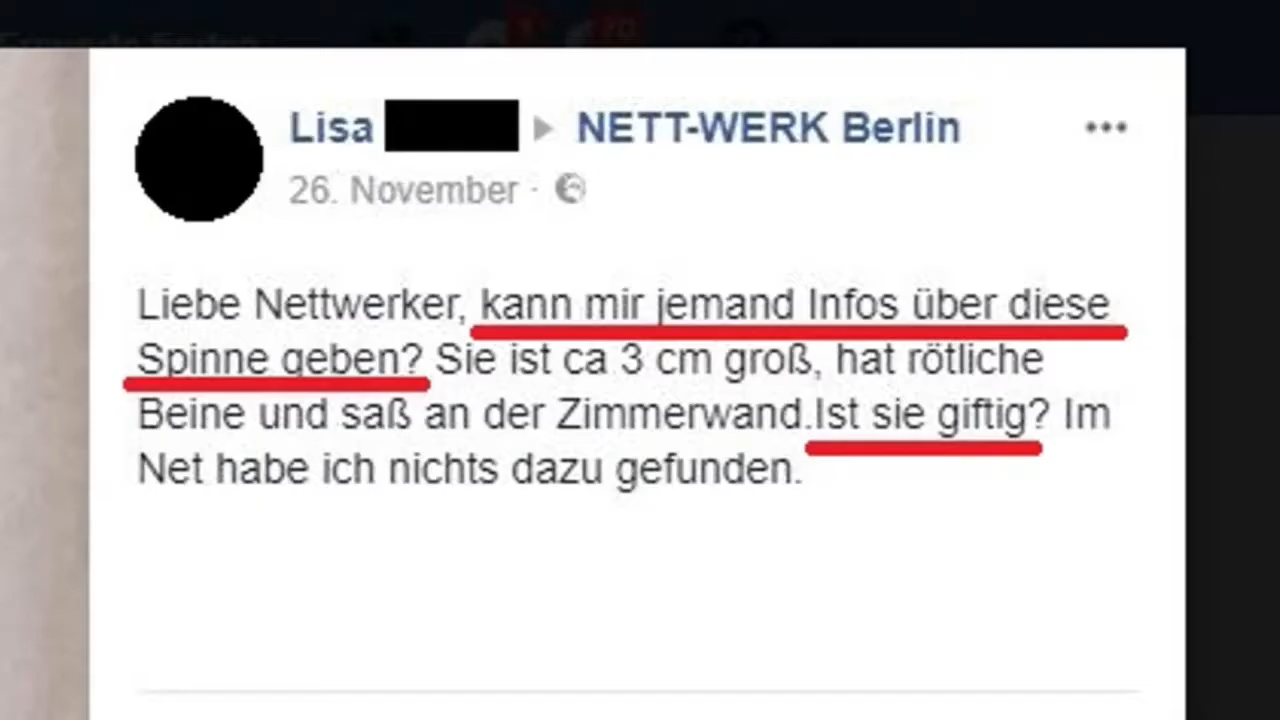 Lisa
NETT-WERK Berlin
26. November ·
Liebe Nettwerker, kann mir jemand Infos über diese
Spinne geben? Sie ist ca 3 cm groß, hat rötliche
Beine und saß an der Zimmerwand.Ist sie giftig? Im
Net habe ich nichts dazu gefunden.